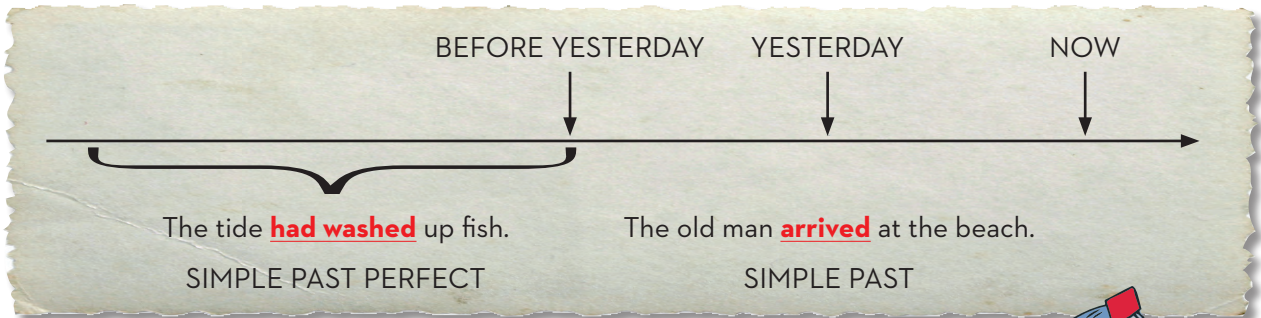 BEFORE YESTERDAY YESTERDAY NOW
The tide had washed up fish. The old man arrived at the beach.
SIMPLE PAST PERFECT SIMPLE PAST